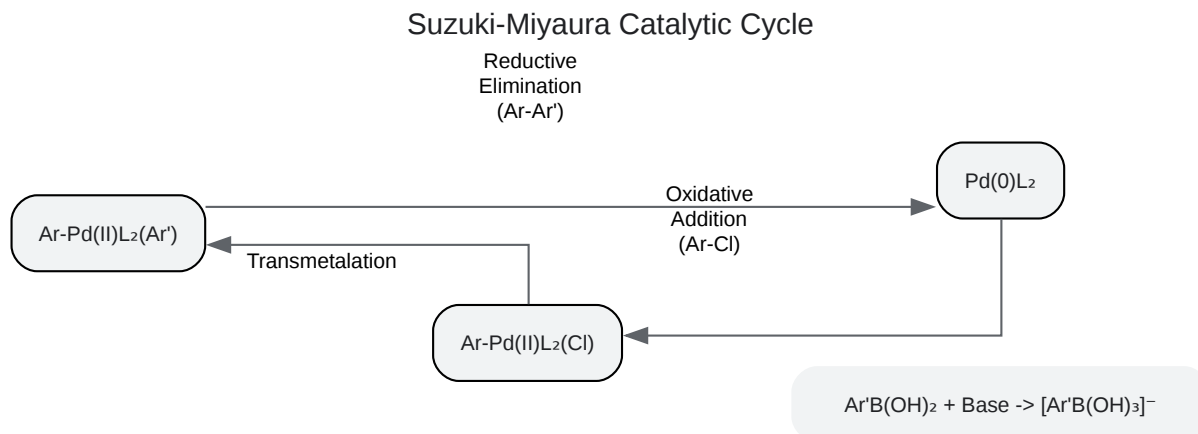 Suzuki-Miyaura Catalytic Cycle
Reductive
Elimination
(Ar-Ar')
Pd(0)L₂
Oxidative
Addition
(Ar-Cl)
Ar-Pd(II)L₂(Ar')
Transmetalation
Ar-Pd(II)L₂(Cl)
Ar'B(OH)₂ + Base -> [Ar'B(OH)₃]⁻